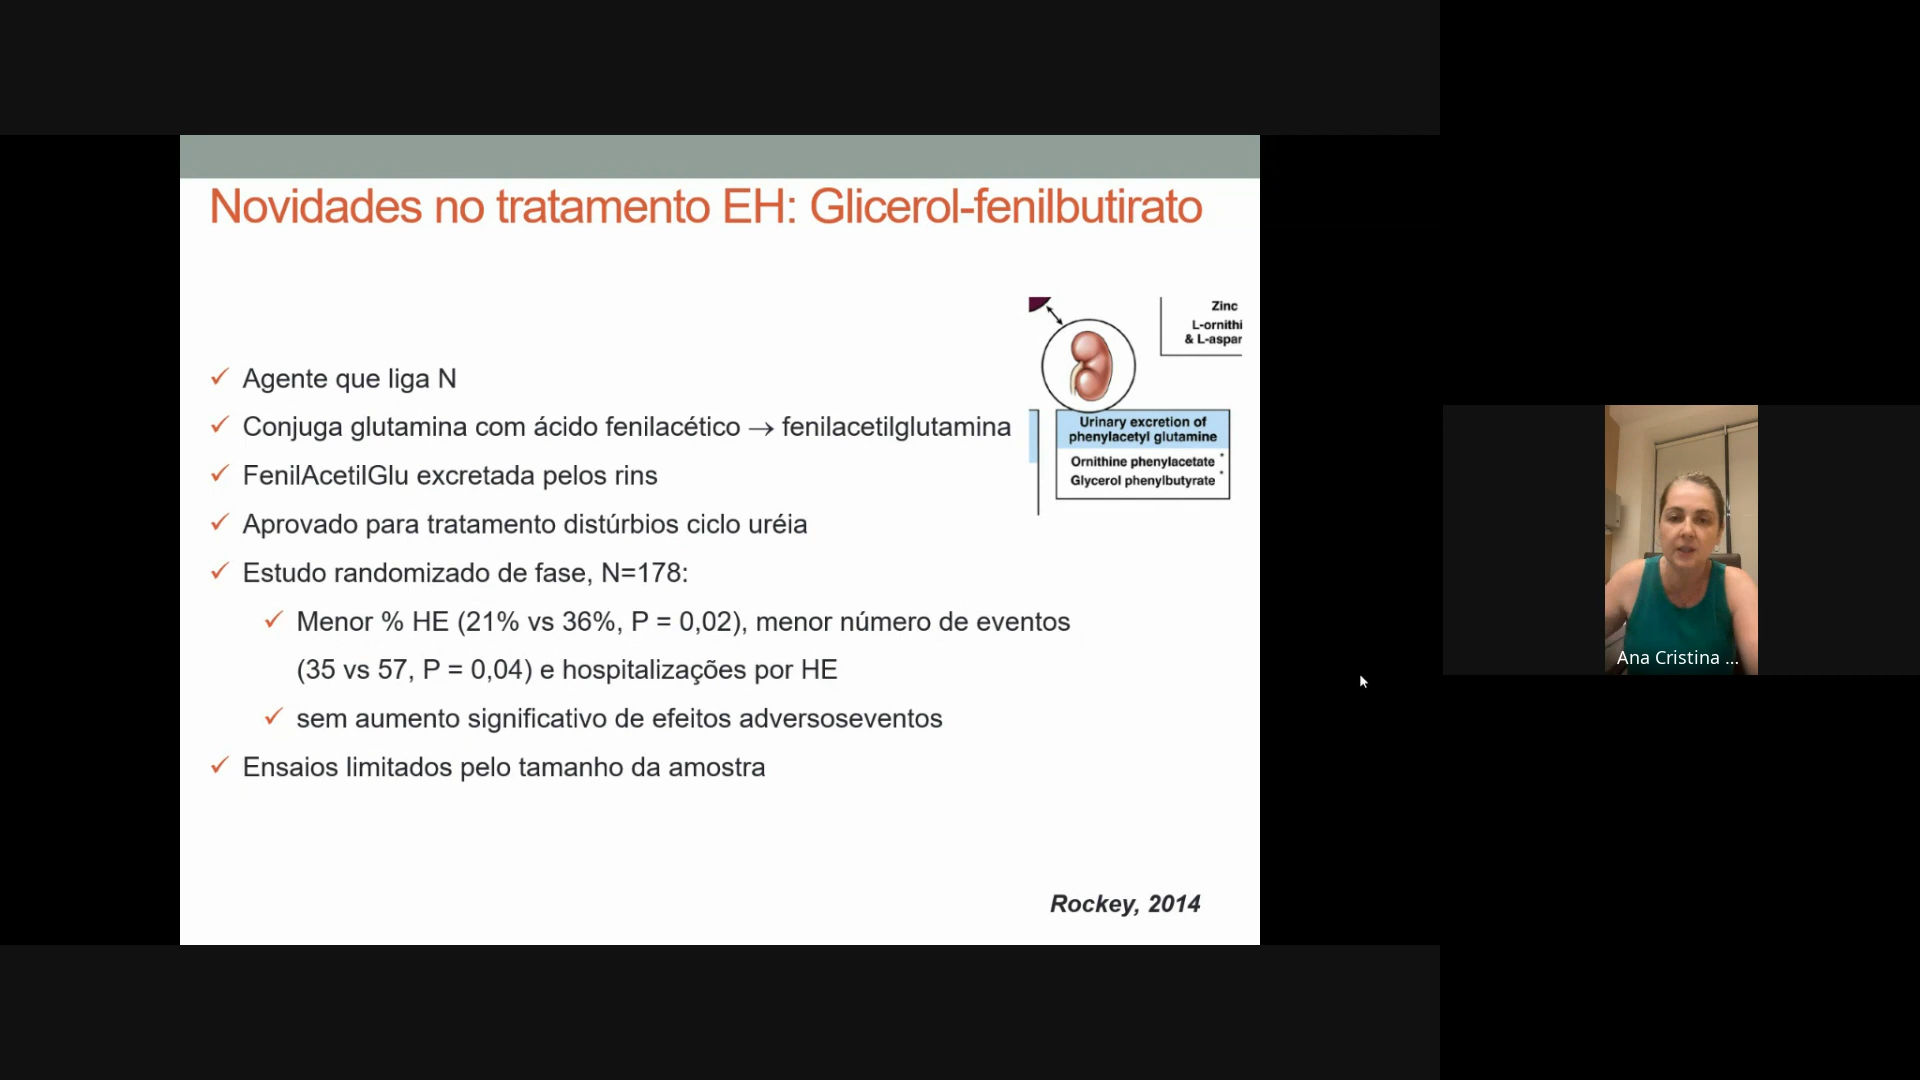 Novidades no tratamento EH: Glicerol-fenilbutirato
Zinc
L-ornithi
& L-aspar
✓ Agente que liga N
✓ Conjuga glutamina com ácido fenilacético → fenilacetilglutamina
Urinary excretion of
phenylacetyl glutamine
Ornithine phenylacetate *
Glycerol phenylbutyrate *
✓ FenilAcetilGlu excretada pelos rins
✓ Aprovado para tratamento distúrbios ciclo uréia
✓ Estudo randomizado de fase, N=178:
✓ Menor % HE (21% vs 36%, P = 0,02), menor número de eventos
(35 vs 57, P = 0,04) e hospitalizações por HE
✓ sem aumento significativo de efeitos adversoseventos
✓ Ensaios limitados pelo tamanho da amostra
Rockey, 2014
Ana Cristina ...